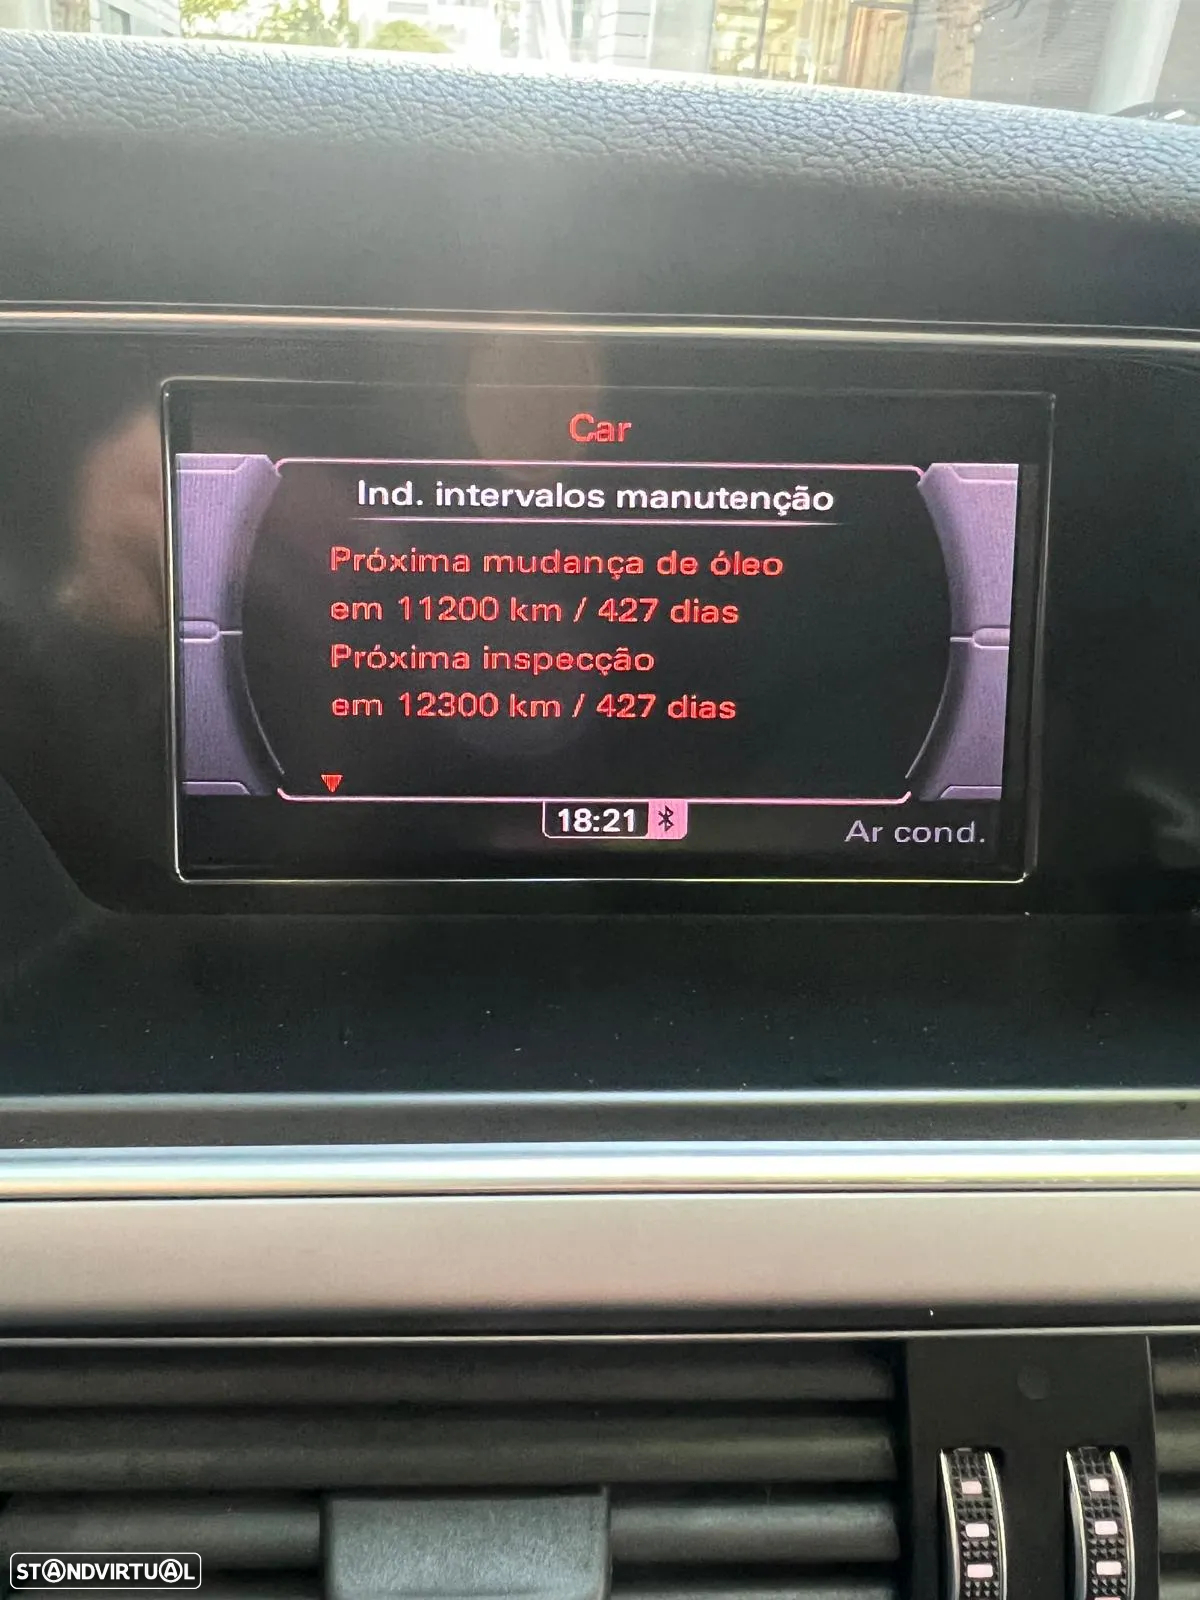 Car
Ind. intervalos manutenção
Próxima mudança de óleo
em 11200 km / 427 dias
Próxima inspecção
em 12300 km / 427 dias
18:21
Ar cond.
STANDVIRTUAL